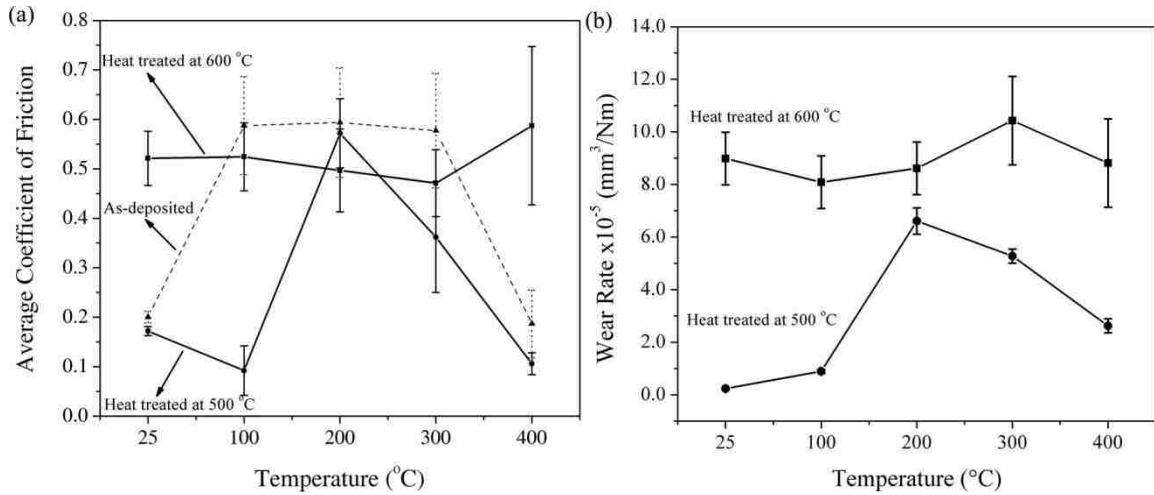 (a)
0.8
0.7
0.6
0.5
0.4
0.3
0.2
0.1
0.0
Average Coefficient of Friction
Heat treated at 600 °C
As-deposited
Heat treated at 500 °C
25 100 200 300 400
Temperature (°C)
(b)
14.0
12.0
10.0
8.0
6.0
4.0
2.0
0.0
Wear Rate x10⁻⁵ (mm³/Nm)
Heat treated at 600 °C
Heat treated at 500 °C
25 100 200 300 400
Temperature (°C)